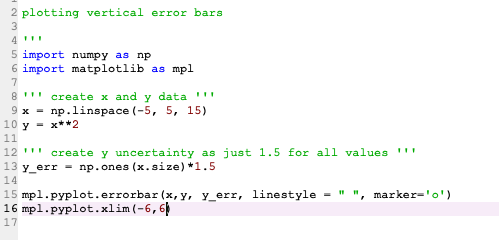 2 plotting vertical error bars
3
4 '''
5 import numpy as np
6 import matplotlib as mpl
7
8 ''' create x and y data '''
9 x = np.linspace(-5, 5, 15)
10 y = x**2
11
12 ''' create y uncertainty as just 1.5 for all values '''
13 y_err = np.ones(x.size)*1.5
14
15 mpl.pyplot.errorbar(x,y, y_err, linestyle = " ", marker='o')
16 mpl.pyplot.xlim(-6,6)
17